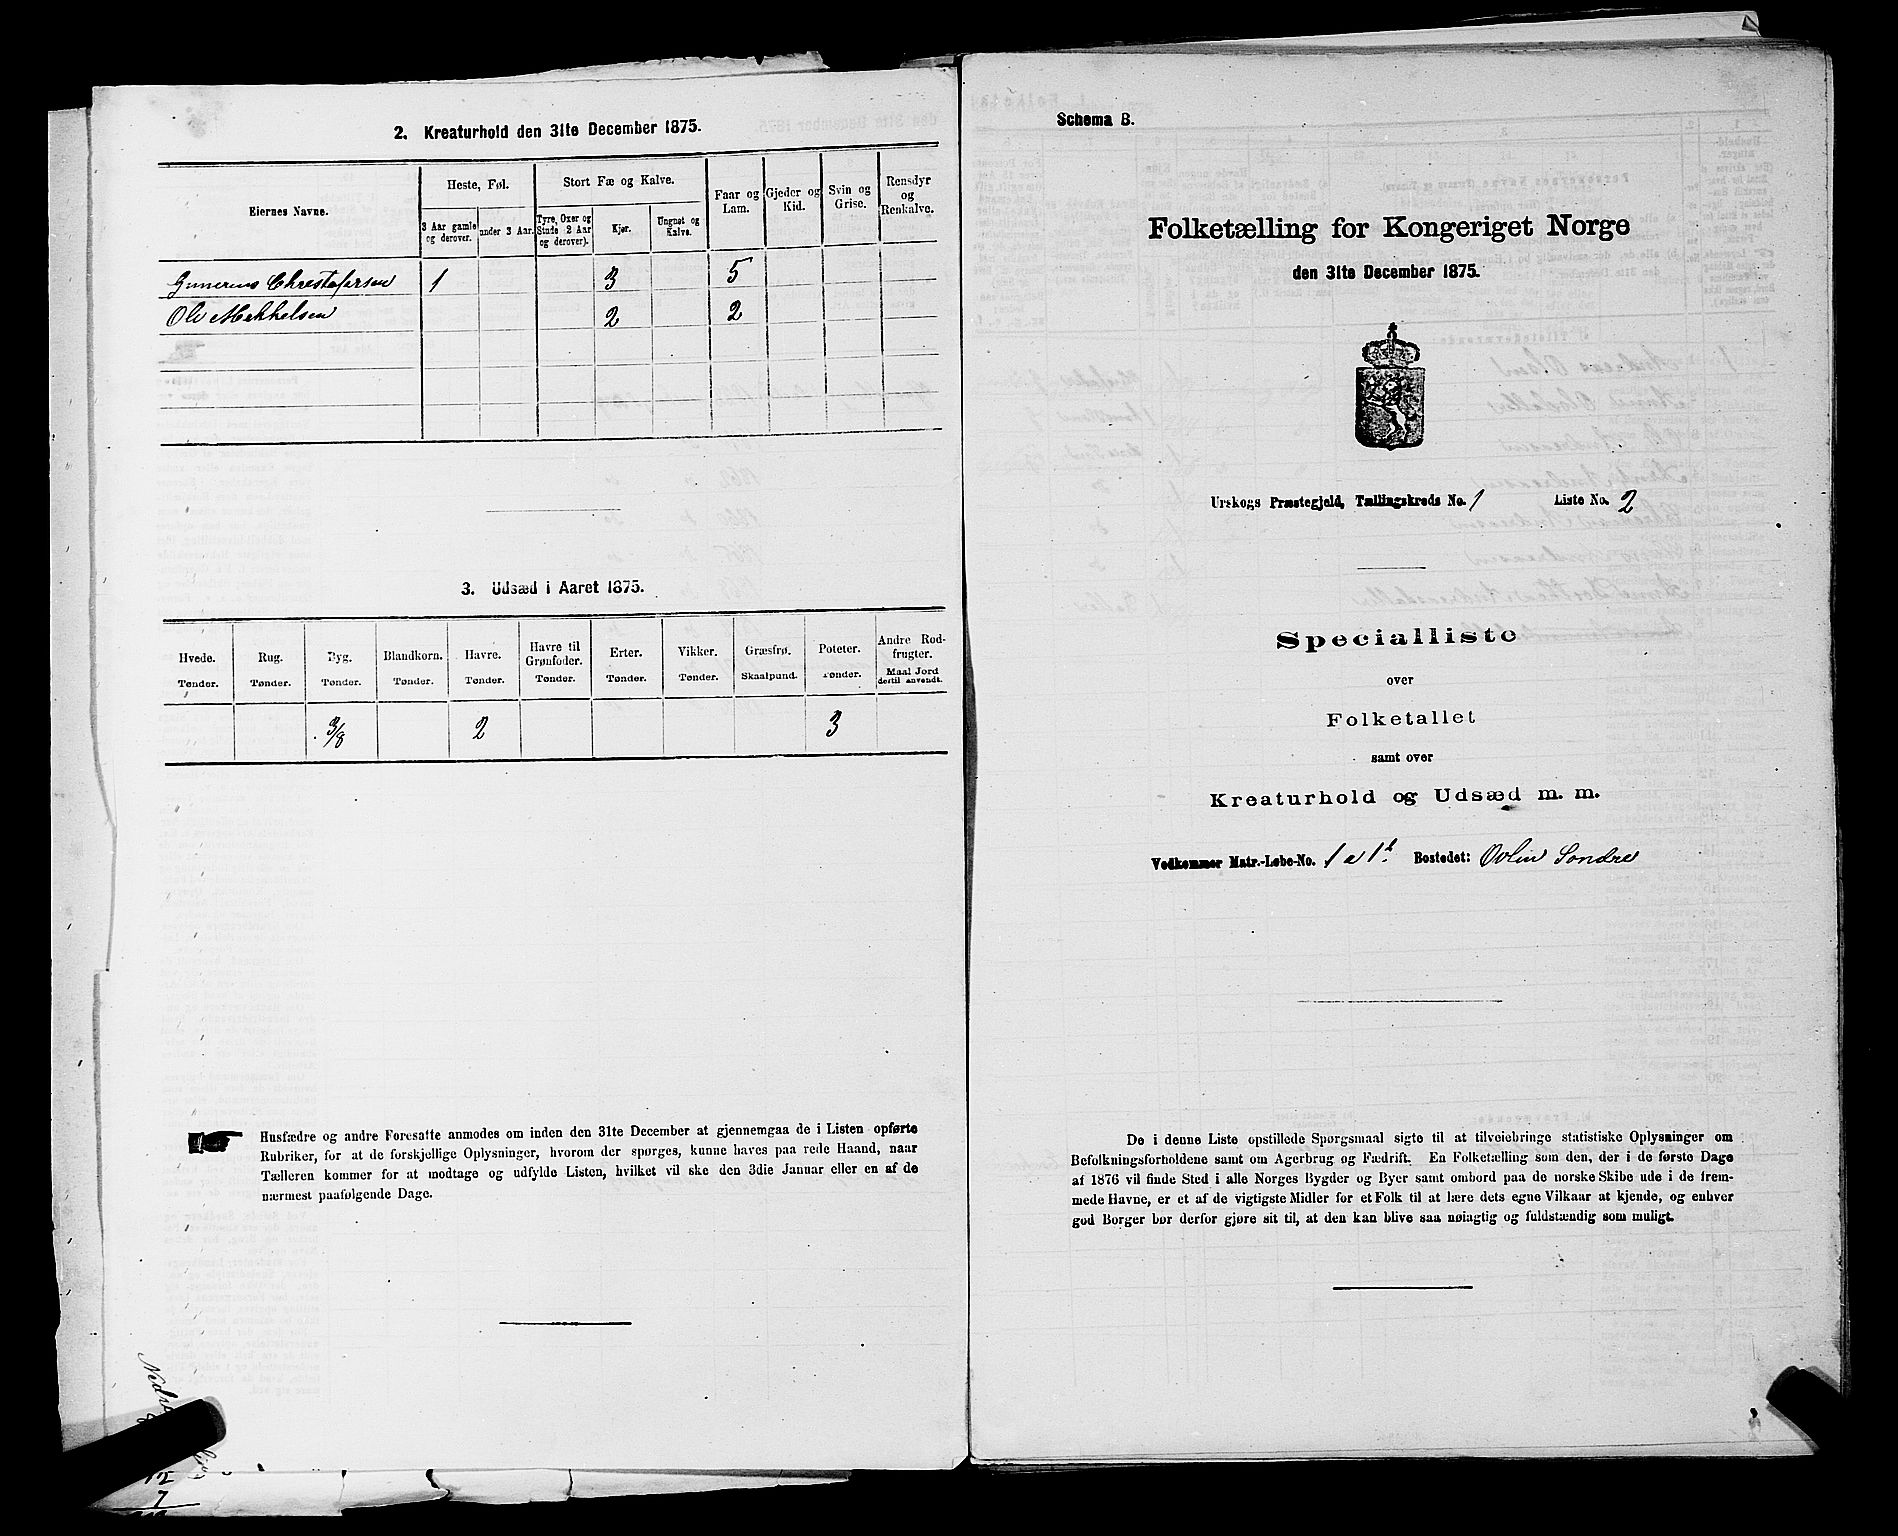 2. Kreaturhold den 31te December 1875.
Eiernes Navne.
Heste, Føl.
3 Aar gamle og derover.
under 3 Aar.
Stort Fæ og Kalve.
Tyre, Oxer og Stude 2 Aar og derover).
Kjør.
Ungnøt og Kalve.
Faar og Lam.
Gjeder og Kid.
Svin og Grise.
Rensdyr og Renkalve.
Gunerius Christofersen 1 3 5
Ole Mekkelsen 2 2
3. Udsæd i Aaret 1875.
Hvede. Rug. Byg. Blandkorn. Havre. Havre til Grønfoder. Erter. Vikker. Græsfrø. Poteter. Andre Rodfrugter.
Tønder. Tønder. Tønder. Tønder. Tønder. Tønder. Tønder. Tønder. Skaalpund. Tønder. Maal Jord dertil anvendt.
3/8 2 3
Husfædre og andre Foresatte anmodes om inden den 31te December at gjennemgaa de i Listen opførte
Rubriker, for at de forskjellige Oplysninger, hvorom der spørges, kunne haves paa rede Haand, naar
Tælleren kommer for at modtage og udfylde Listen, hvilket vil ske den 3die Januar eller en af de
nærmest paafølgende Dage.
12
7
Schema B.
Folketælling for Kongeriget Norge
den 31te December 1875.
Urskogs Præstegjeld, Tællingskreds No. 1 Liste No. 2
Specialliste
over
Folketallet
samt over
Kreaturhold og Udsæd m. m.
Vedkommer Matr.-Løbe-No. 1 a 1 b. Bostedet: Ovlin Søndre
De i denne Liste opstillede Spørgsmaal sigte til at tilveiebringe statistiske Oplysninger om
Befolkningsforholdene samt om Agerbrug og Fædrift. En Folketælling som den, der i de første Dage
af 1876 vil finde Sted i alle Norges Bygder og Byer samt ombord paa de norske Skibe ude i de frem-
mede Havne, er et af de vigtigste Midler for et Folk til at lære dets egne Vilkaar at kjende, og enhver
god Borger bør derfor gjøre sit til, at den kan blive saa nøiagtig og fuldstændig som muligt.